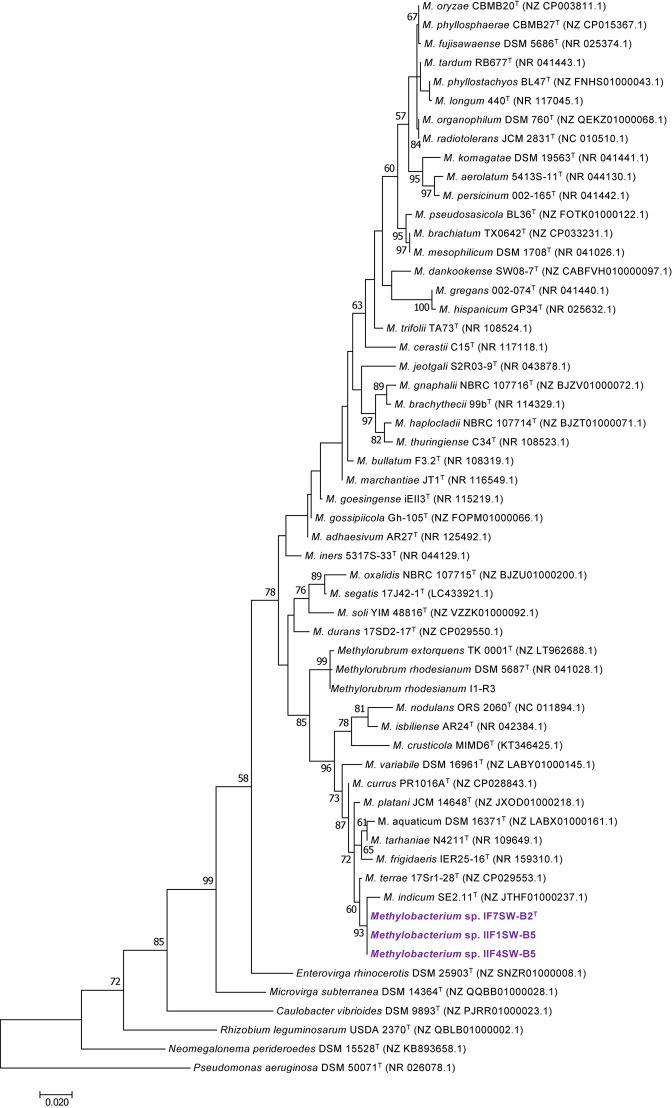 67
M. oryzae CBMB20ᵀ (NZ CP003811.1)
M. phyllosphaerae CBMB27ᵀ (NZ CP015367.1)
M. fujisawaense DSM 5686ᵀ (NR 025374.1)
M. tardum RB677ᵀ (NR 041443.1)
M. phyllostachyos BL47ᵀ (NZ FNHS01000043.1)
M. longum 440ᵀ (NR 117045.1)
57
M. organophilum DSM 760ᵀ (NZ QEKZ01000068.1)
M. radiotolerans JCM 2831ᵀ (NC 010510.1)
84
M. komagatae DSM 19563ᵀ (NR 041441.1)
60
95
M. aerolatum 5413S-11ᵀ (NR 044130.1)
97
M. persicinum 002-165ᵀ (NR 041442.1)
M. pseudosasicola BL36ᵀ (NZ FOTK01000122.1)
95
M. brachiatum TX0642ᵀ (NZ CP033231.1)
97
M. mesophilicum DSM 1708ᵀ (NR 041026.1)
M. dankookense SW08-7ᵀ (NZ CABFVH010000097.1)
M. gregans 002-074ᵀ (NR 041440.1)
100
M. hispanicum GP34ᵀ (NR 025632.1)
63
M. trifolii TA73ᵀ (NR 108524.1)
M. cerastii C15ᵀ (NR 117118.1)
M. jeotgali S2R03-9ᵀ (NR 043878.1)
89
M. gnaphalii NBRC 107716ᵀ (NZ BJZV01000072.1)
M. brachythecii 99bᵀ (NR 114329.1)
97
M. haplocladii NBRC 107714ᵀ (NZ BJZT01000071.1)
82
M. thuringiense C34ᵀ (NR 108523.1)
M. bullatum F3.2ᵀ (NR 108319.1)
M. marchantiae JT1ᵀ (NR 116549.1)
M. goesingense iEII3ᵀ (NR 115219.1)
M. gossipiicola Gh-105ᵀ (NZ FOPM01000066.1)
M. adhaesivum AR27ᵀ (NR 125492.1)
M. iners 5317S-33ᵀ (NR 044129.1)
89
M. oxalidis NBRC 107715ᵀ (NZ BJZU01000200.1)
78
76
M. segatis 17J42-1ᵀ (LC433921.1)
M. soli YIM 48816ᵀ (NZ VZZK01000092.1)
M. durans 17SD2-17ᵀ (NZ CP029550.1)
Methylorubrum extorquens TK 0001ᵀ (NZ LT962688.1)
99
Methylorubrum rhodesianum DSM 5687ᵀ (NR 041028.1)
Methylorubrum rhodesianum I1-R3
81
M. nodulans ORS 2060ᵀ (NC 011894.1)
85
78
M. isbiliense AR24ᵀ (NR 042384.1)
M. crusticola MIMD6ᵀ (KT346425.1)
96
M. variabile DSM 16961ᵀ (NZ LABY01000145.1)
58
M. currus PR1016Aᵀ (NZ CP028843.1)
73
M. platani JCM 14648ᵀ (NZ JXOD01000218.1)
87
61
M. aquaticum DSM 16371ᵀ (NZ LABX01000161.1)
M. tarhaniae N4211ᵀ (NR 109649.1)
65
72
M. frigidaeris IER25-16ᵀ (NR 159310.1)
99
M. terrae 17Sr1-28ᵀ (NZ CP029553.1)
M. indicum SE2.11ᵀ (NZ JTHF01000237.1)
60
Methylobacterium sp. IF7SW-B2ᵀ
93
Methylobacterium sp. IIF1SW-B5
85
Methylobacterium sp. IIF4SW-B5
Enterovirga rhinocerotis DSM 25903ᵀ (NZ SNZR01000008.1)
72
Microvirga subterranea DSM 14364ᵀ (NZ QQBB01000028.1)
Caulobacter vibrioides DSM 9893ᵀ (NZ PJRR01000023.1)
Rhizobium leguminosarum USDA 2370ᵀ (NZ QBLB01000002.1)
Neomegalonema perideroedes DSM 15528ᵀ (NZ KB893658.1)
Pseudomonas aeruginosa DSM 50071ᵀ (NR 026078.1)
0.020